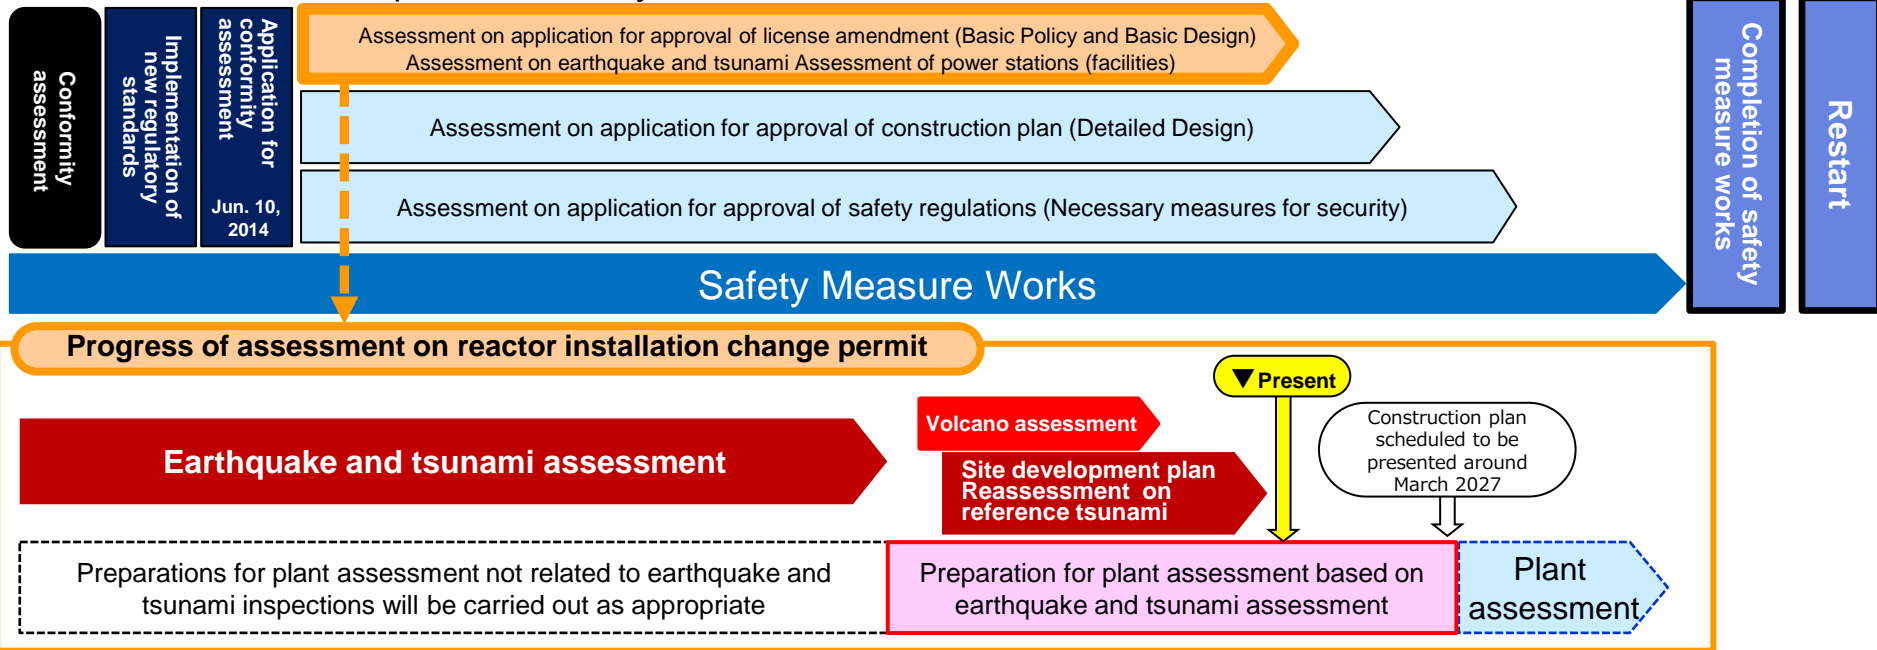 Conformity
assessment
Implementation of
new regulatory
standards
Application for
conformity
assessment
Jun. 10,
2014
Assessment on application for approval of license amendment (Basic Policy and Basic Design)
Assessment on earthquake and tsunami Assessment of power stations (facilities)
Assessment on application for approval of construction plan (Detailed Design)
Assessment on application for approval of safety regulations (Necessary measures for security)
Safety Measure Works
Completion of safety
measure works
Restart
Progress of assessment on reactor installation change permit
▼Present
Earthquake and tsunami assessment
Volcano assessment
Site development plan
Reassessment on
reference tsunami
Construction plan
scheduled to be
presented around
March 2027
Preparations for plant assessment not related to earthquake and
tsunami inspections will be carried out as appropriate
Preparation for plant assessment based on
earthquake and tsunami assessment
Plant
assessment